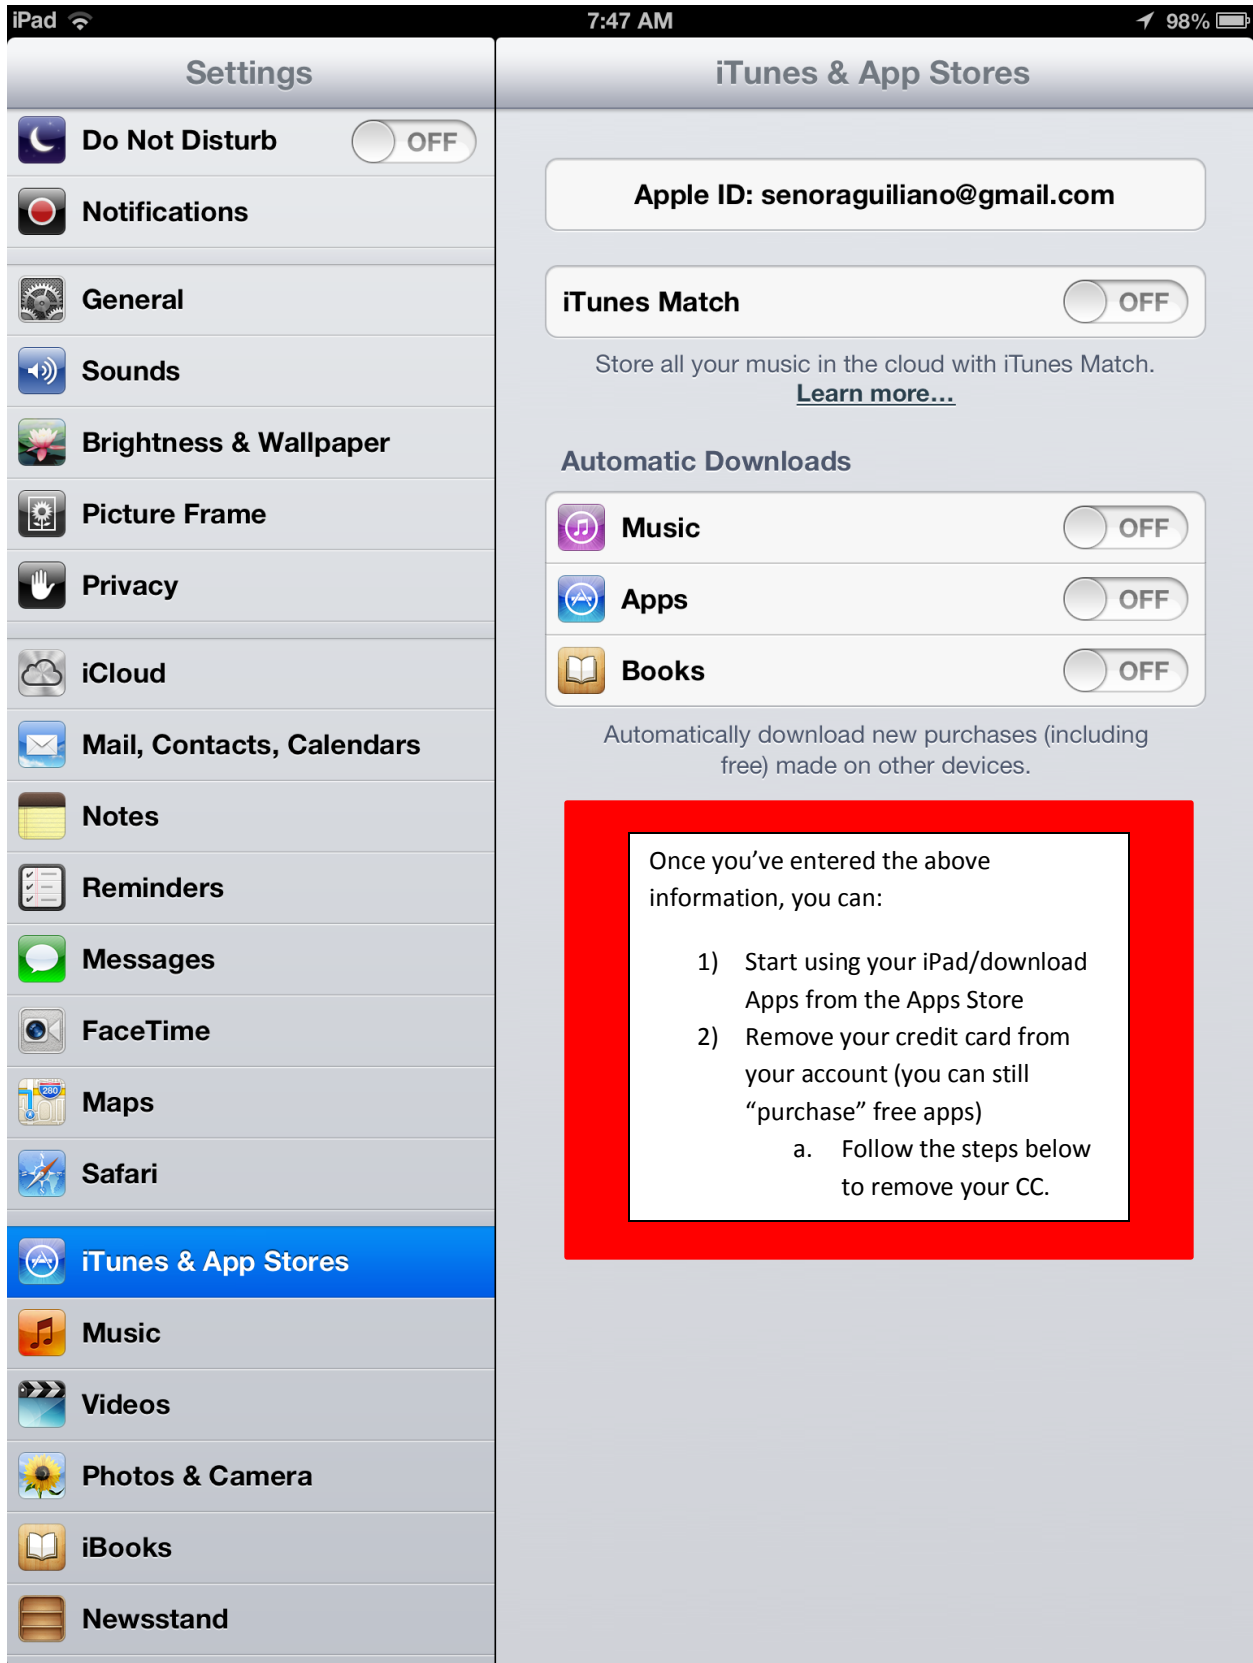 iPad 7:47 AM 98%
Settings
Do Not Disturb OFF
Notifications
General
Sounds
Brightness & Wallpaper
Picture Frame
Privacy
iCloud
Mail, Contacts, Calendars
Notes
Reminders
Messages
FaceTime
280
Maps
Safari
iTunes & App Stores
Music
Videos
Photos & Camera
iBooks
Newsstand
iTunes & App Stores
Apple ID: senoraguiliano@gmail.com
iTunes Match OFF
Store all your music in the cloud with iTunes Match.
Learn more...
Automatic Downloads
Music OFF
Apps OFF
Books OFF
Automatically download new purchases (including
free) made on other devices.
Once you’ve entered the above
information, you can:
1) Start using your iPad/download
Apps from the Apps Store
2) Remove your credit card from
your account (you can still
“purchase” free apps)
a. Follow the steps below
to remove your CC.